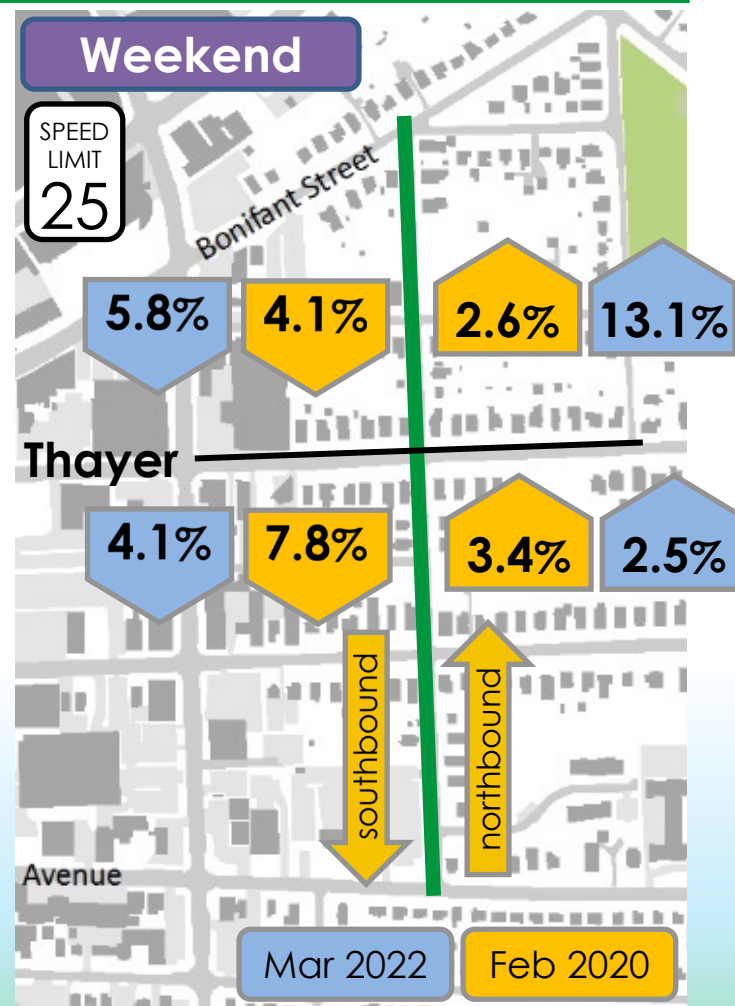 Weekend
SPEED
LIMIT
25
Bonifant Street
5.8% 4.1% 2.6% 13.1%
Thayer
4.1% 7.8% 3.4% 2.5%
southbound
northbound
Avenue
Mar 2022 Feb 2020